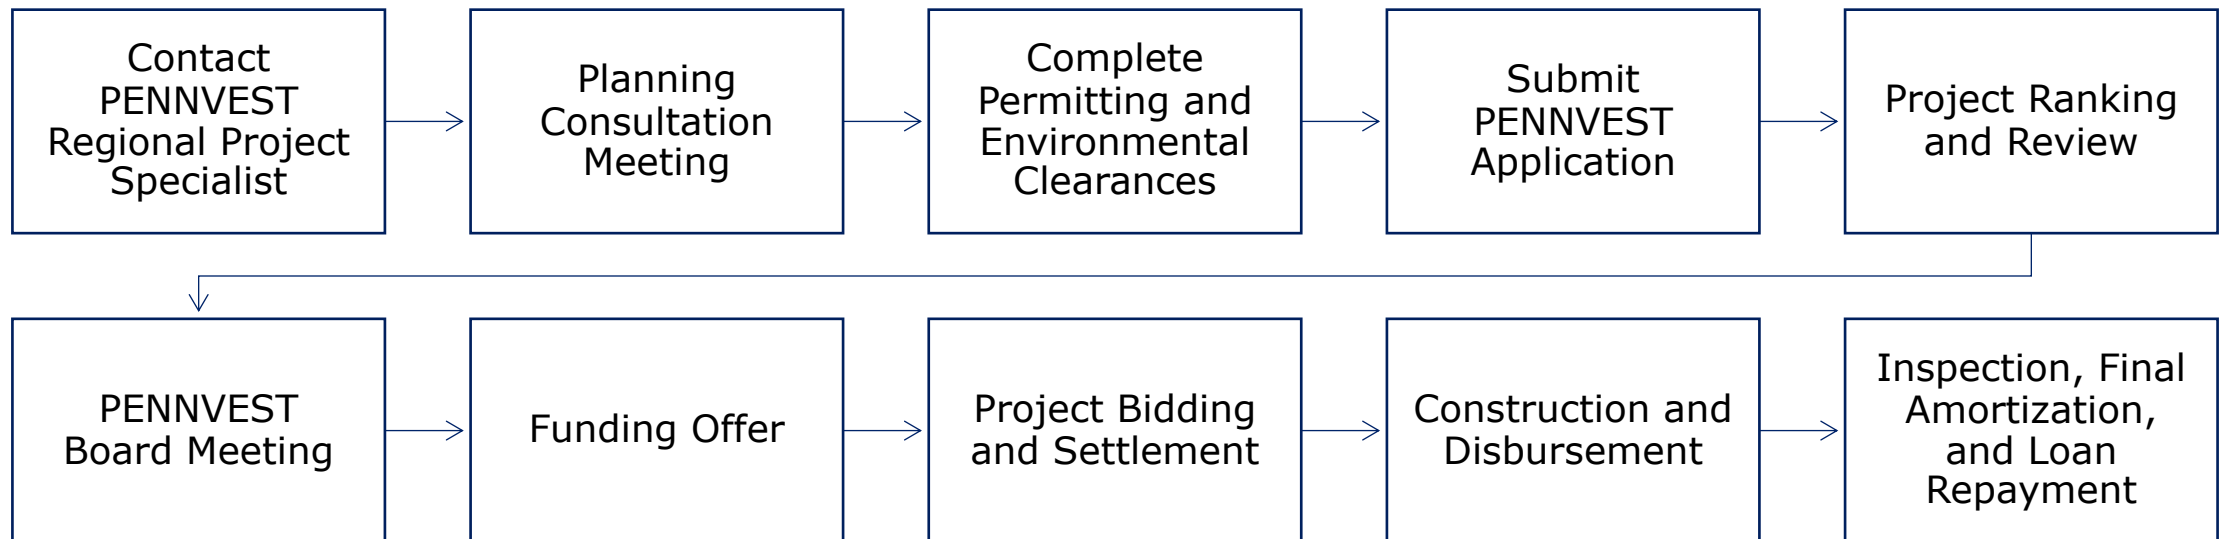 Contact
PENNVEST
Regional Project
Specialist
Planning
Consultation
Meeting
Complete
Permitting and
Environmental
Clearances
Submit
PENNVEST
Application
Project Ranking
and Review
PENNVEST
Board Meeting
Funding Offer
Project Bidding
and Settlement
Construction and
Disbursement
Inspection, Final
Amortization,
and Loan
Repayment